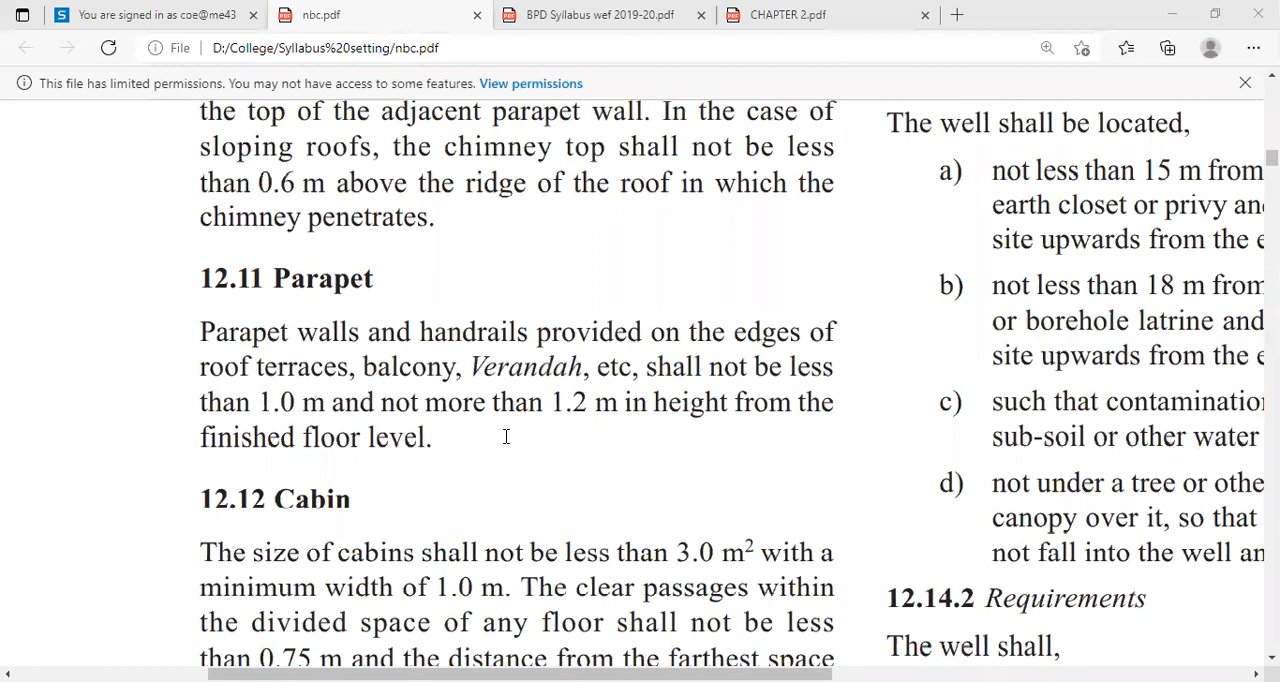 You are signed in as coe@me43
nbc.pdf
BPD Syllabus wef 2019-20.pdf
CHAPTER 2.pdf
File
D:/College/Syllabus%20setting/nbc.pdf
This file has limited permissions. You may not have access to some features. View permissions
the top of the adjacent parapet wall. In the case of
sloping roofs, the chimney top shall not be less
than 0.6 m above the ridge of the roof in which the
chimney penetrates.
12.11 Parapet
Parapet walls and handrails provided on the edges of
roof terraces, balcony, Verandah, etc, shall not be less
than 1.0 m and not more than 1.2 m in height from the
finished floor level.
12.12 Cabin
The size of cabins shall not be less than 3.0 m² with a
minimum width of 1.0 m. The clear passages within
the divided space of any floor shall not be less
than 0.75 m and the distance from the farthest space
The well shall be located,
a) not less than 15 m from
earth closet or privy and
site upwards from the
b) not less than 18 m from
or borehole latrine and
site upwards from the
c) such that contamination
sub-soil or other water
d) not under a tree or othe
canopy over it, so that
not fall into the well an
12.14.2 Requirements
The well shall,